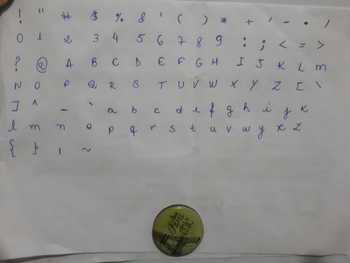 ! " # $ % & ' ( ) * + , - . /
0 1 2 3 4 5 6 7 8 9 : ; < = >
? @ A B C D E F G H I J K L M
N O P Q R S T U V W X Y Z [ \
] ^ _ ` a b c d e f g h i j k
l m n o p q r s t u v w y x z
{ } | ~